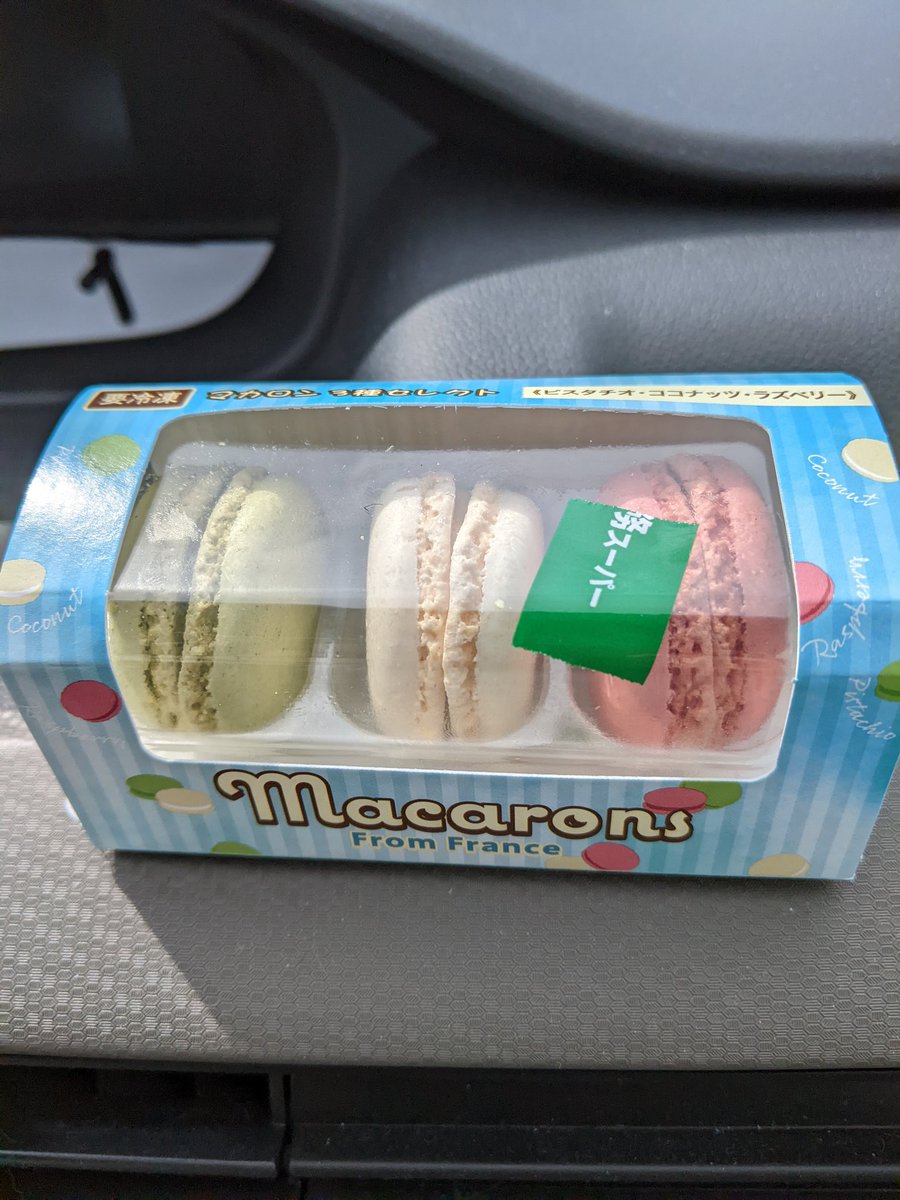 要冷凍
マカロン 3種セレクト
《ピスタチオ・ココナッツ・ラズベリー》
Coconut
務スーパー
Coconut
Raspberry
Pistachio
Macarons
From France